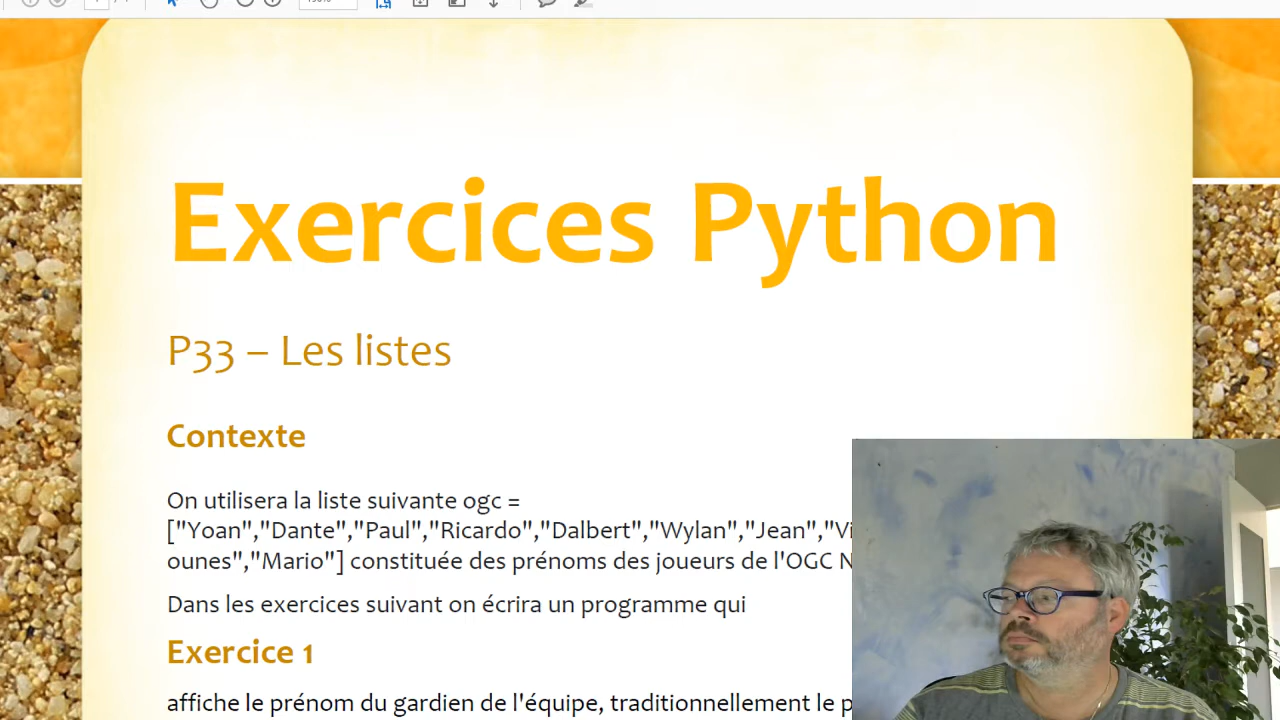 Exercices Python
P33 – Les listes
Contexte
On utilisera la liste suivante ogc =
["Yoan","Dante","Paul","Ricardo","Dalbert","Wylan","Jean","Vi
ounes","Mario"] constituée des prénoms des joueurs de l'OGC N
Dans les exercices suivant on écrira un programme qui
Exercice 1
affiche le prénom du gardien de l'équipe, traditionnellement le p